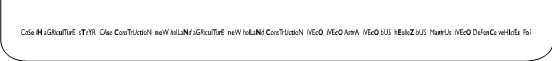 CaSe IH aGRiculTurE sTeYR CAse ConsTrUctioN neW holLaNd aGRicultUrE neW hoLlaNd ConsTrUctioN iVEcO iVEcO AstrA iVECO bUS hEulieZ bUS MagirUs iVECO DeFenCe veHIclEs Foi